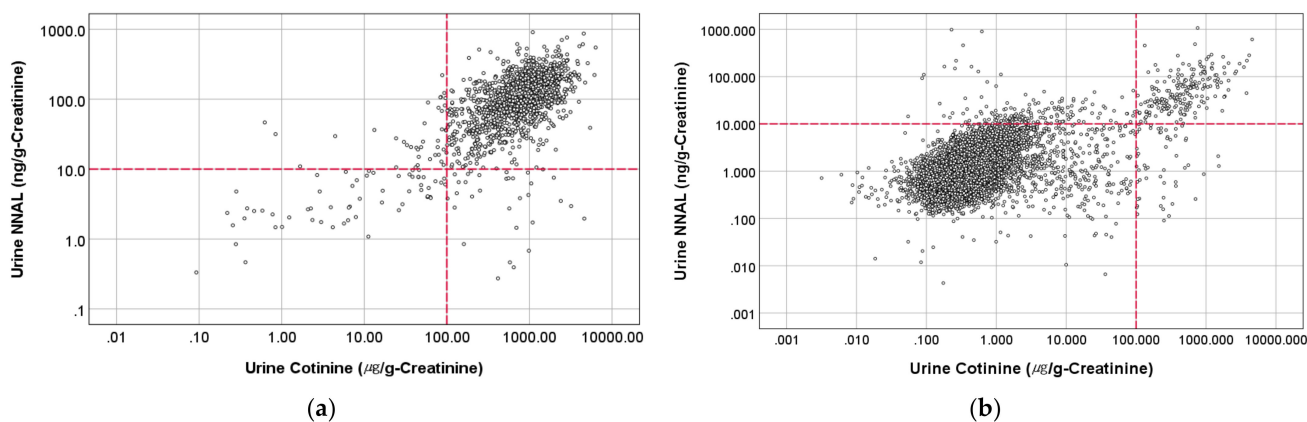 1000.0
100.0
10.0
1.0
.1
Urine NNAL (ng/g-Creatinine)
.01 .10 1.00 10.00 100.00 1000.00 10000.00
Urine Cotinine (μg/g-Creatinine)
(a)
1000.000
100.000
10.000
1.000
.100
.010
.001
Urine NNAL (ng/g-Creatinine)
.001 .010 .100 1.000 10.000 100.000 1000.000 10000.000
Urine Cotinine (μg/g-Creatinine)
(b)